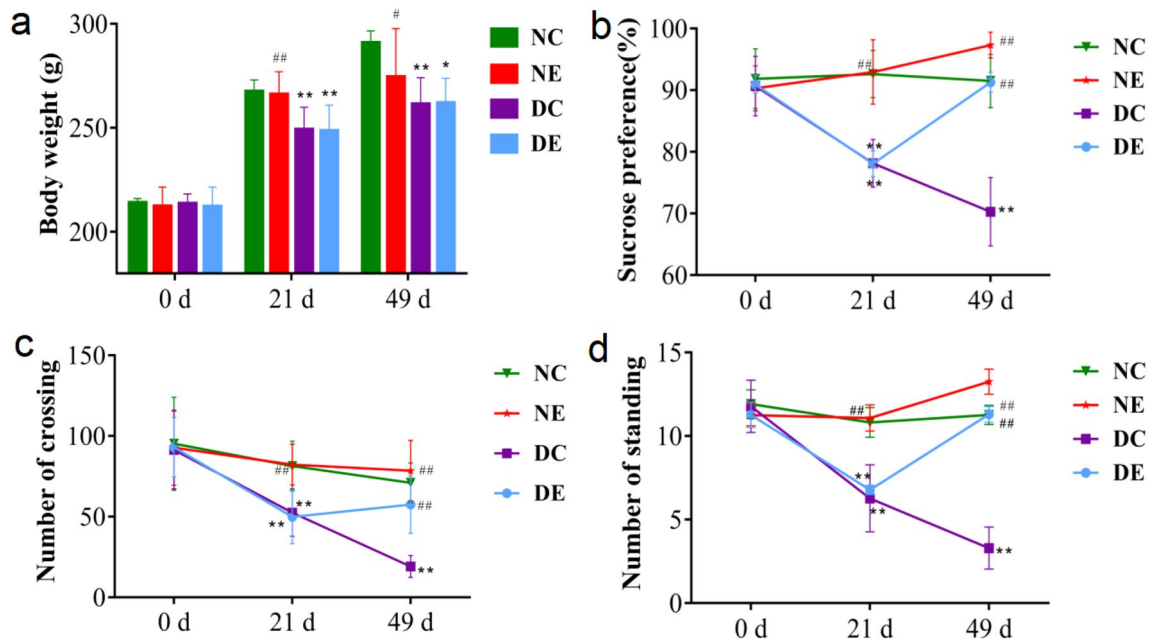 a
Body weight (g)
300
250
200
0 d
21 d
49 d
##
** **
#
** *
NC
NE
DC
DE
b
Sucrose preference(%)
100
90
80
70
60
0 d
21 d
49 d
##
**
**
##
##
**
NC
NE
DC
DE
c
Number of crossing
150
100
50
0
0 d
21 d
49 d
##
**
**
##
##
**
NC
NE
DC
DE
d
Number of standing
15
10
5
0
0 d
21 d
49 d
##
**
**
##
##
**
NC
NE
DC
DE